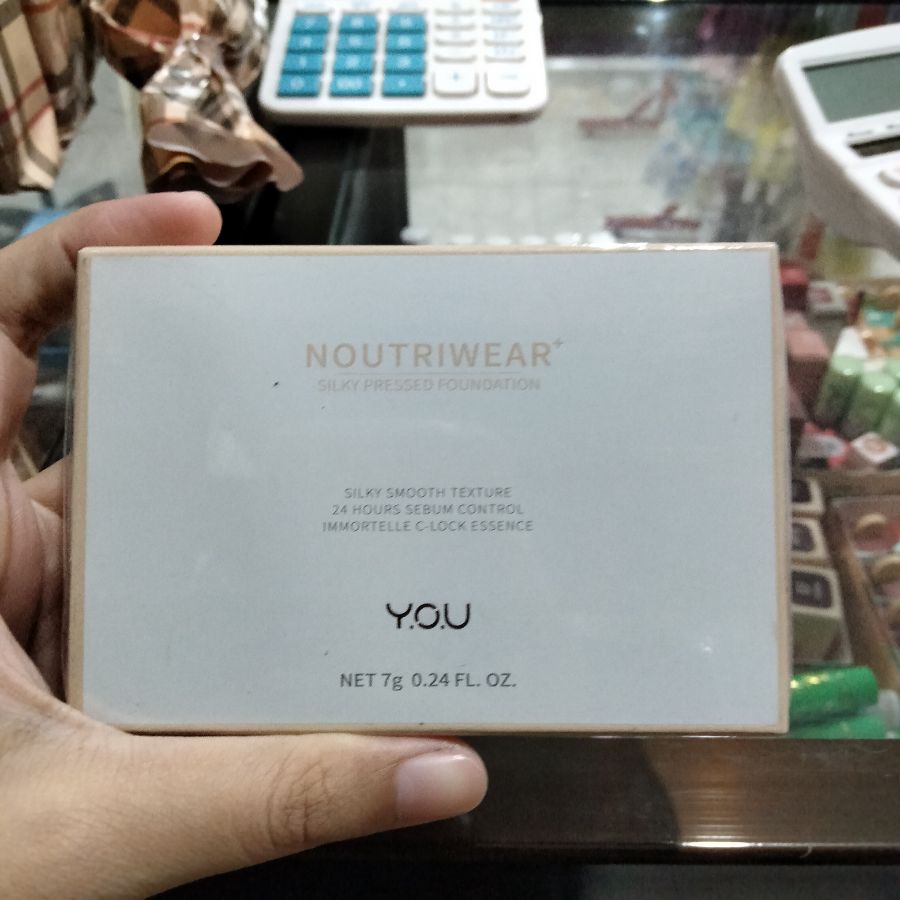 NOUTRIWEAR+
SILKY PRESSED FOUNDATION
SILKY SMOOTH TEXTURE
24 HOURS SEBUM CONTROL
IMMORTELLE C-LOCK ESSENCE
Y.O.U
NET 7g 0.24 FL. OZ.